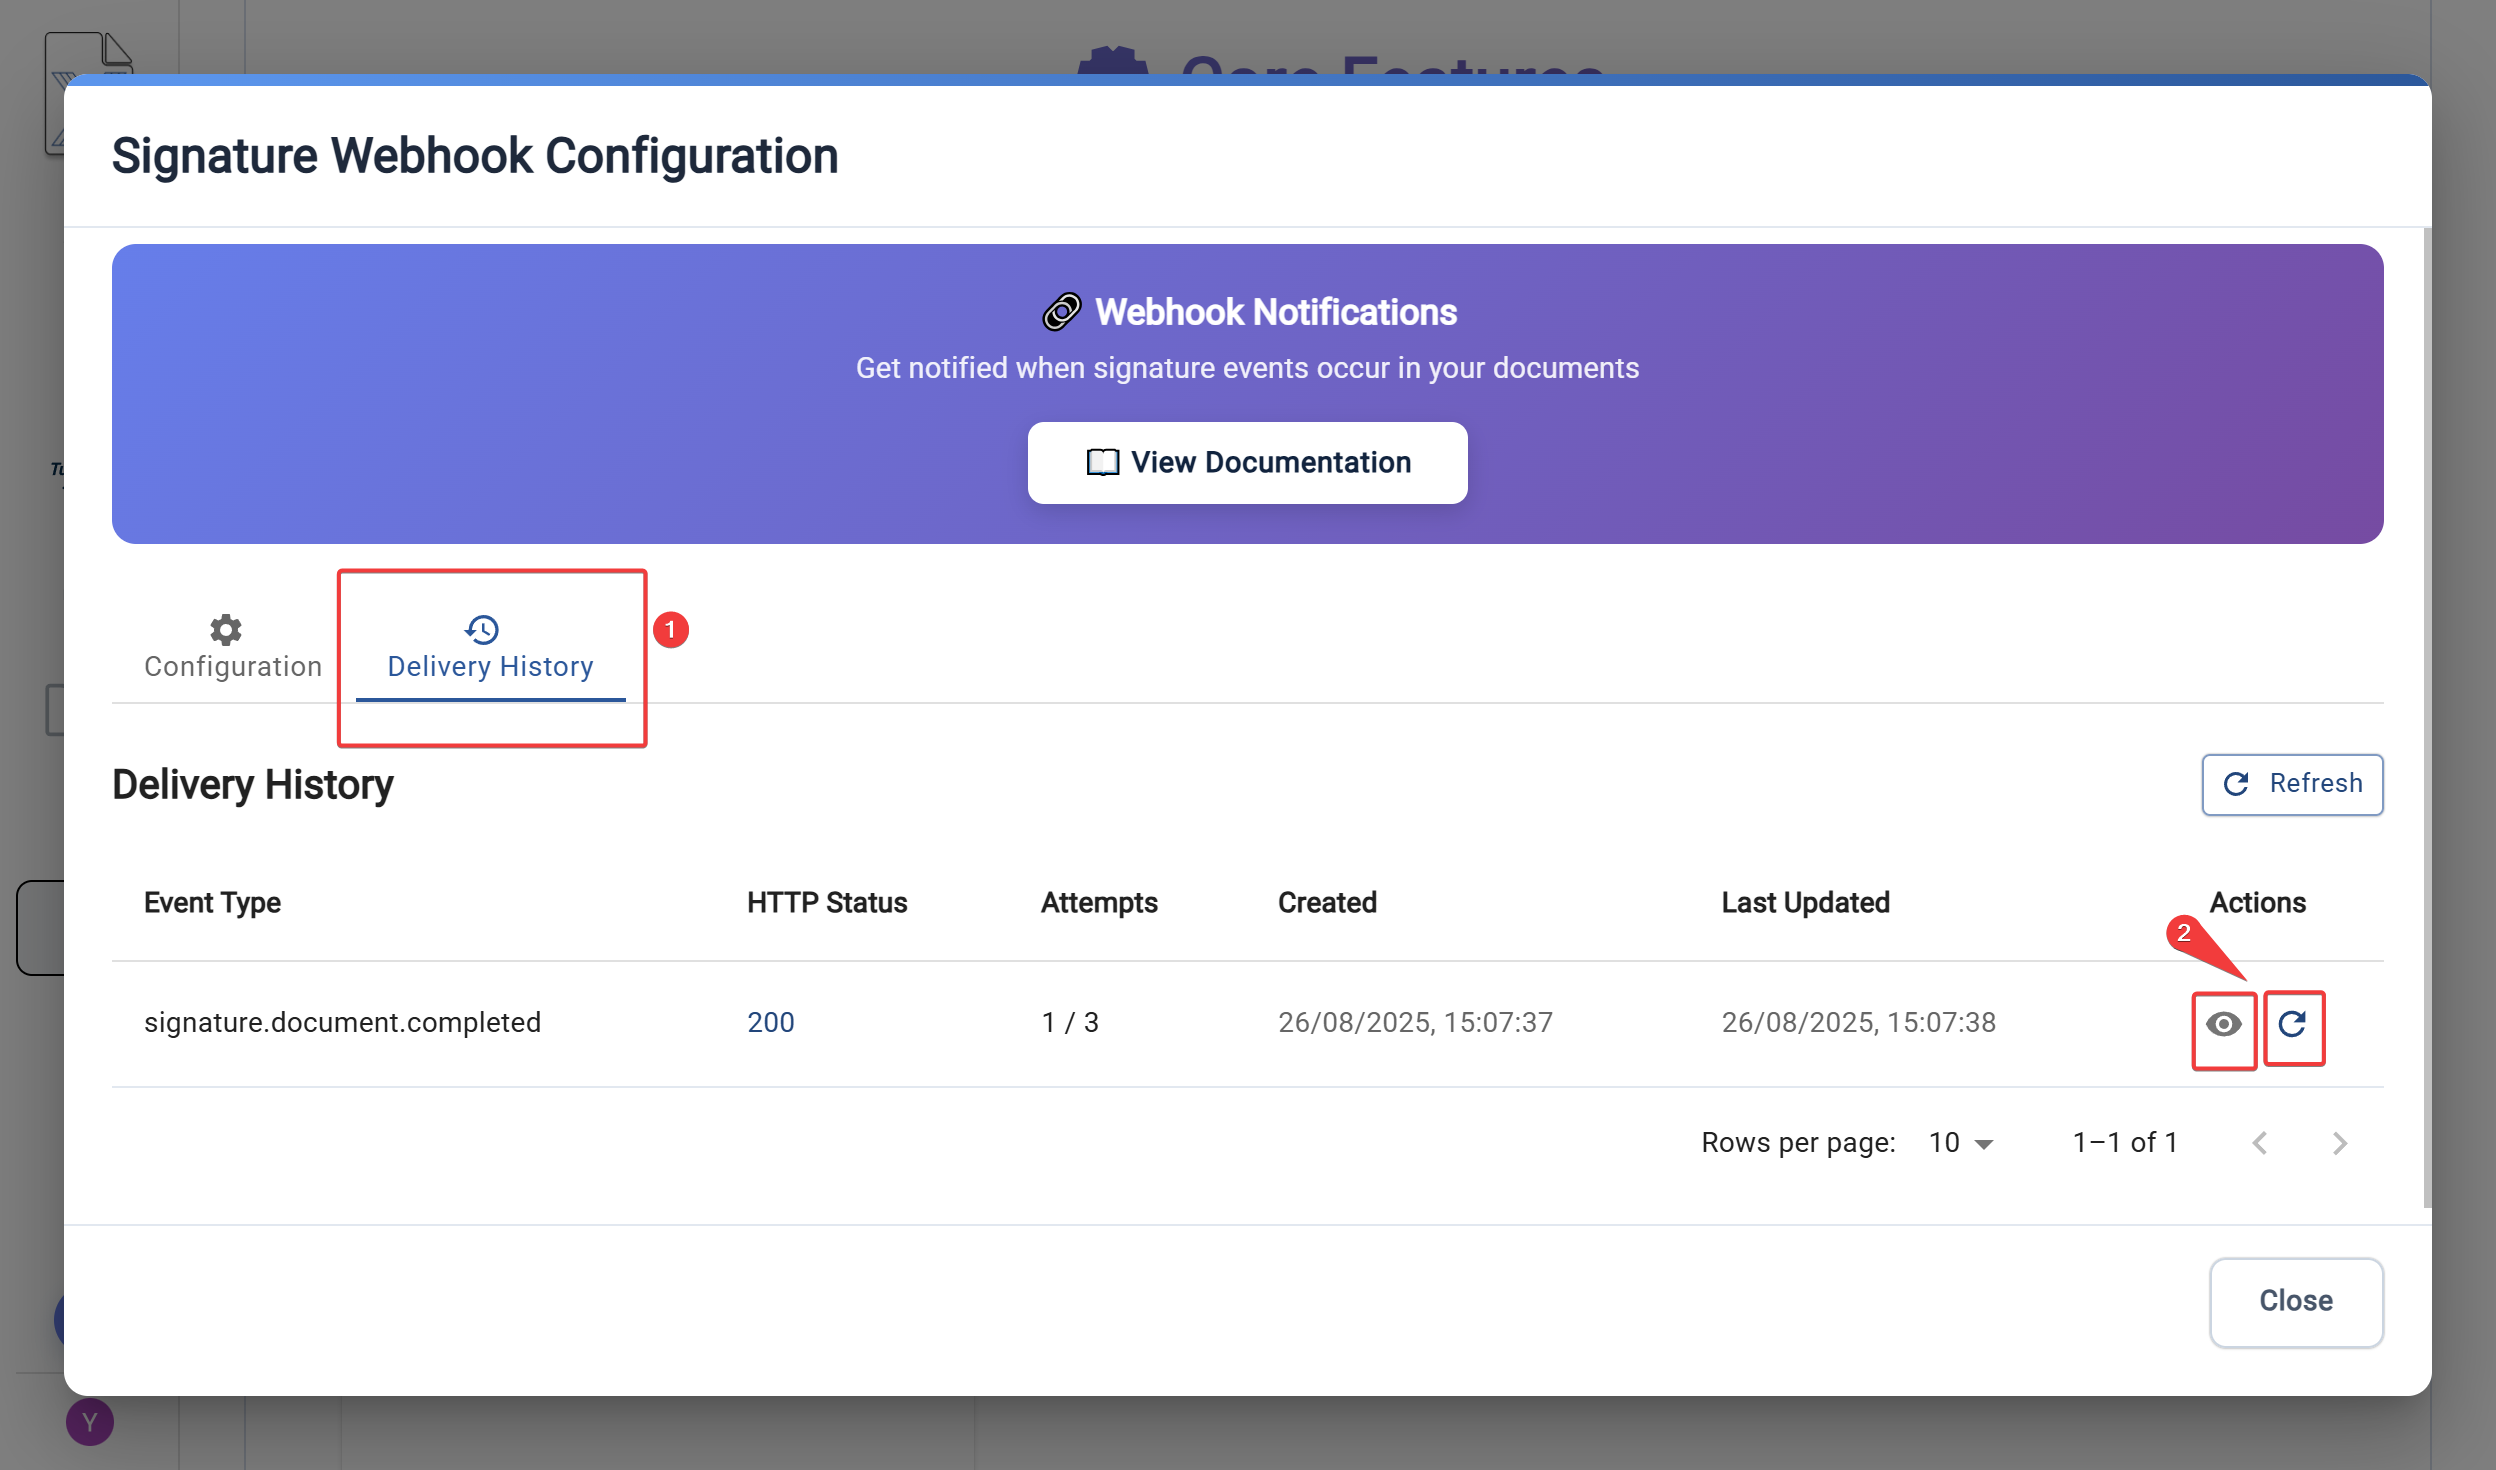 Core Features
Signature Webhook Configuration
Webhook Notifications
Get notified when signature events occur in your documents
View Documentation
Configuration
Delivery History
1
Delivery History
Refresh
Event Type HTTP Status Attempts Created Last Updated Actions
2
signature.document.completed 200 1 / 3 26/08/2025, 15:07:37 26/08/2025, 15:07:38
Rows per page: 10 1–1 of 1
Close
Y